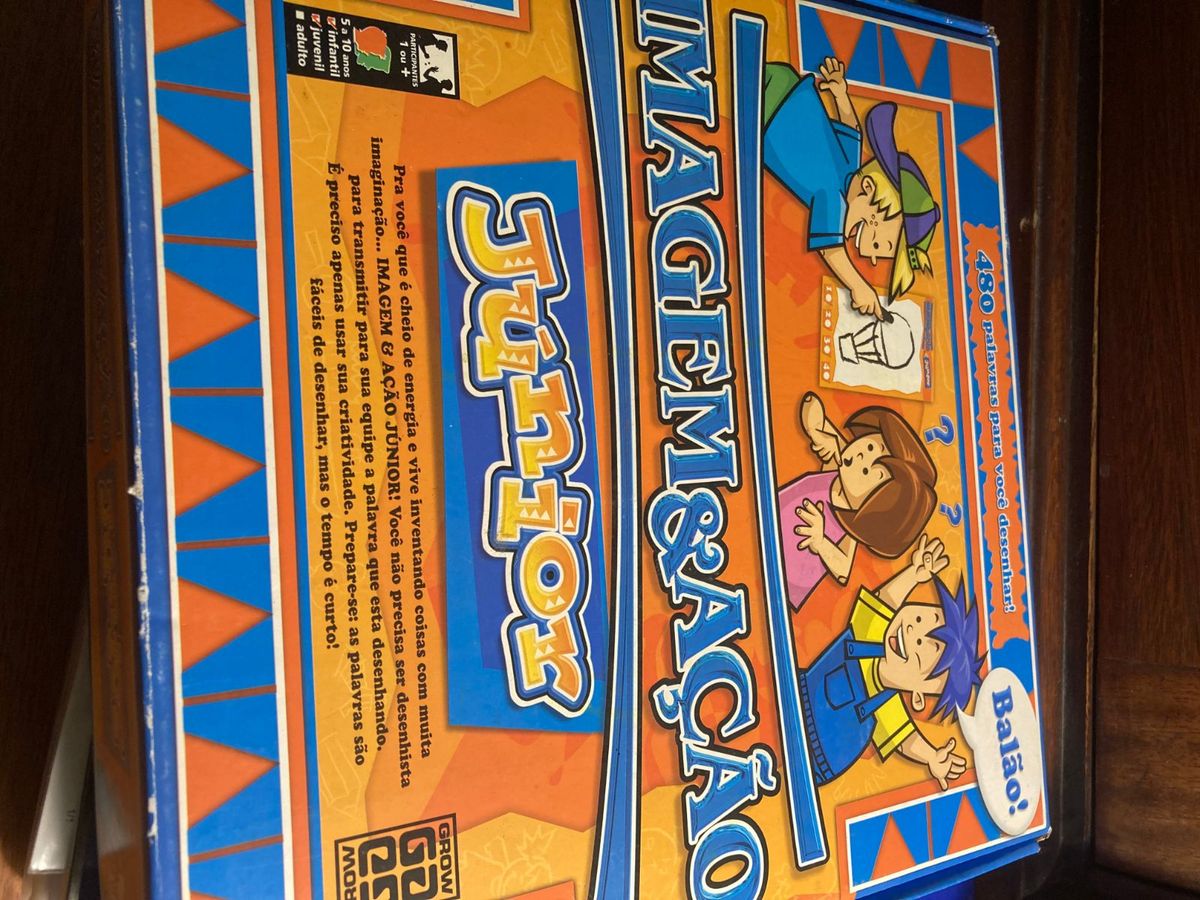 480 palavras para você desenhar!
Balão!
IMAGEM&AÇÃO
Júnior
PARTICIPANTES
1 ou +
5 a 10 anos
infantil
juvenil
adulto
Pra você que é cheio de energia e vive inventando coisas com muita
imaginação... IMAGEM & AÇÃO JÚNIOR! Você não precisa ser desenhista
para transmitir para sua equipe a palavra que esta desenhando.
É preciso apenas usar sua criatividade. Prepare-se: as palavras são
fáceis de desenhar, mas o tempo é curto!
GROW